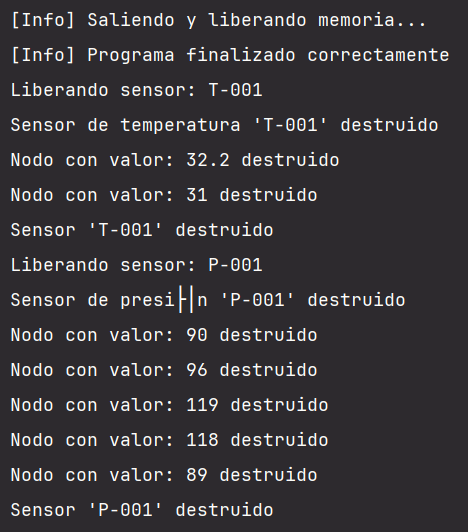 [Info] Saliendo y liberando memoria...
[Info] Programa finalizado correctamente
Liberando sensor: T-001
Sensor de temperatura 'T-001' destruido
Nodo con valor: 32.2 destruido
Nodo con valor: 31 destruido
Sensor 'T-001' destruido
Liberando sensor: P-001
Sensor de presi├│n 'P-001' destruido
Nodo con valor: 90 destruido
Nodo con valor: 96 destruido
Nodo con valor: 119 destruido
Nodo con valor: 118 destruido
Nodo con valor: 89 destruido
Sensor 'P-001' destruido